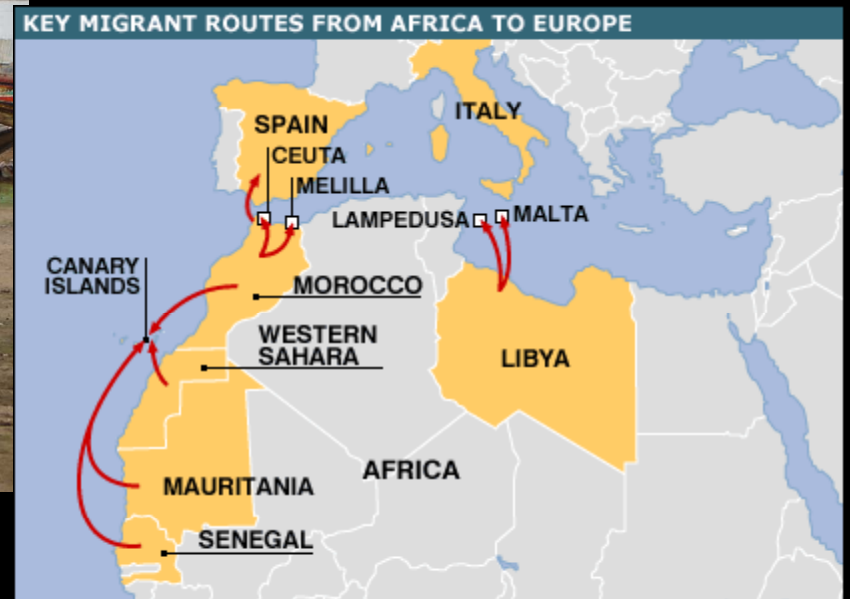 KEY MIGRANT ROUTES FROM AFRICA TO EUROPE
ITALY
SPAIN
CEUTA
MELILLA
LAMPEDUSA
MALTA
CANARY
ISLANDS
MOROCCO
WESTERN
SAHARA
LIBYA
AFRICA
MAURITANIA
SENEGAL